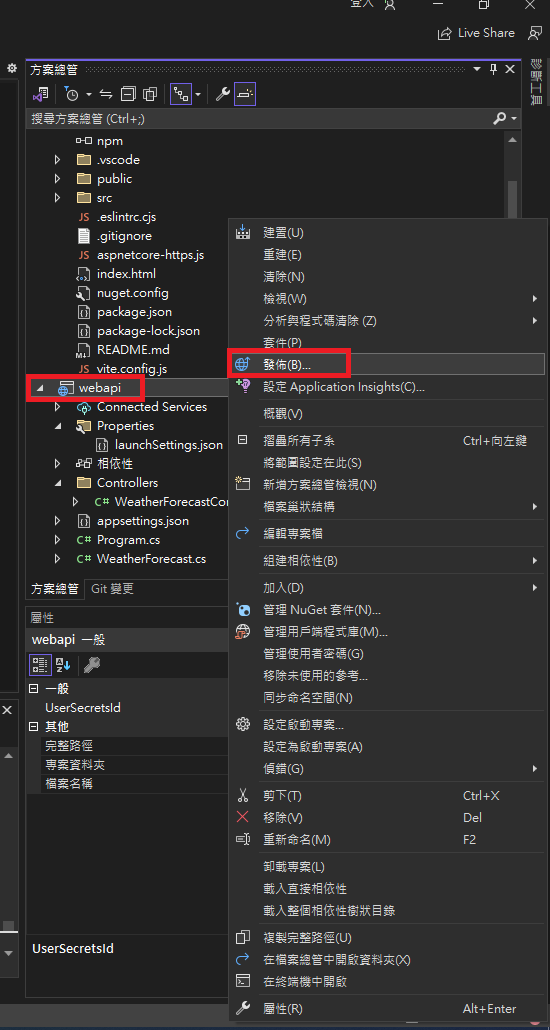 登入
Live Share
方案總管
診斷工具
搜尋方案總管 (Ctrl+;)
npm
.vscode
public
src
JS .eslintrc.cjs
.gitignore
JS aspnetcore-https.js
index.html
nuget.config
package.json
package-lock.json
M↓ README.md
vite.config.js
webapi
Connected Services
Properties
launchSettings.json
相依性
Controllers
C# WeatherForecastCon
appsettings.json
C# Program.cs
C# WeatherForecast.cs
方案總管
Git 變更
屬性
webapi 一般
一般
UserSecretsId
其他
完整路徑
專案資料夾
檔案名稱
UserSecretsId
建置(U)
重建(E)
清除(N)
檢視(W)
分析與程式碼清除 (Z)
套件(P)
發佈(B)...
設定 Application Insights(C)...
概觀(V)
摺疊所有子系 Ctrl+向左鍵
將範圍設定在此(S)
新增方案總管檢視(N)
檔案巢狀結構
編輯專案檔
組建相依性(B)
加入(D)
管理 NuGet 套件(N)...
管理用戶端程式庫(M)...
管理使用者密碼(G)
移除未使用的參考...
同步命名空間(N)
設定啟動專案...
設定為啟動專案(A)
偵錯(G)
剪下(T) Ctrl+X
移除(V) Del
重新命名(M) F2
卸載專案(L)
載入直接相依性
載入整個相依性樹狀目錄
複製完整路徑(U)
在檔案總管中開啟資料夾(X)
在終端機中開啟
屬性(R) Alt+Enter